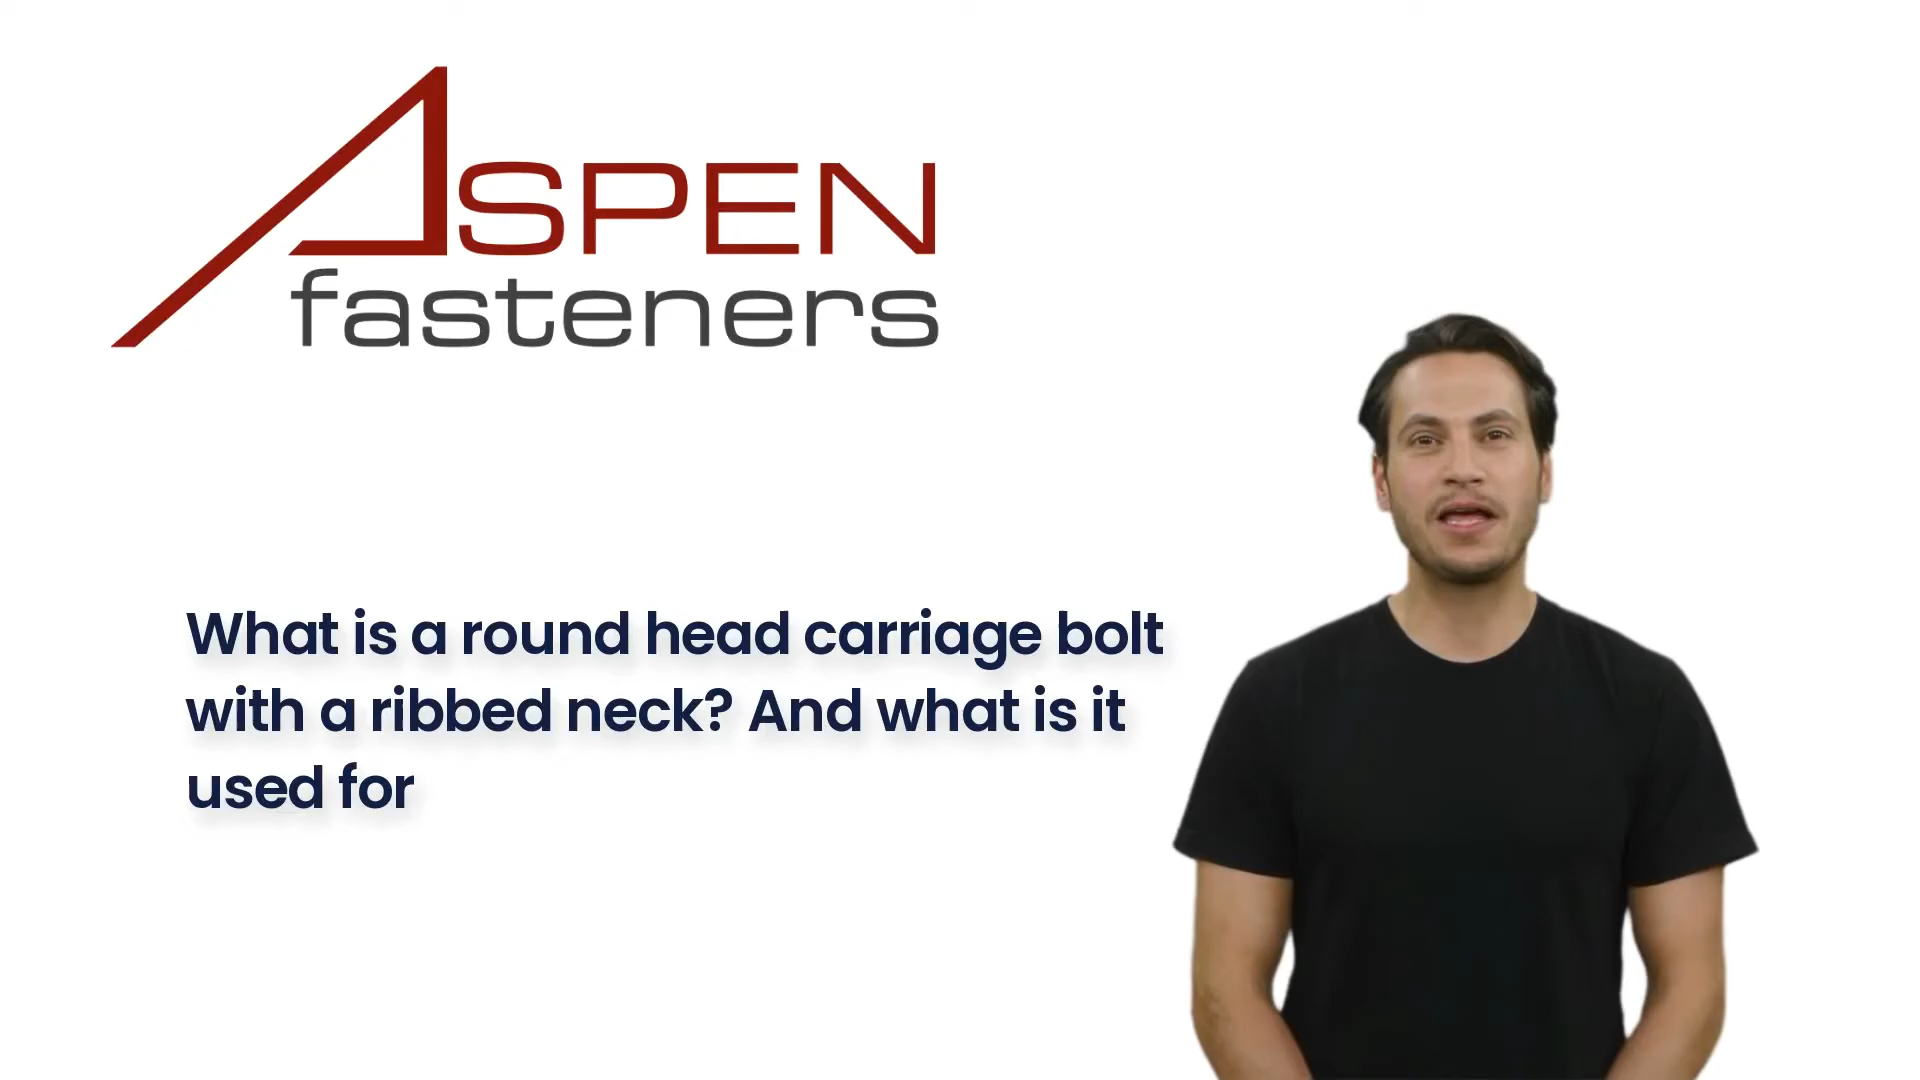 ASPEN
fasteners
What is a round head carriage bolt
with a ribbed neck? And what is it
used for